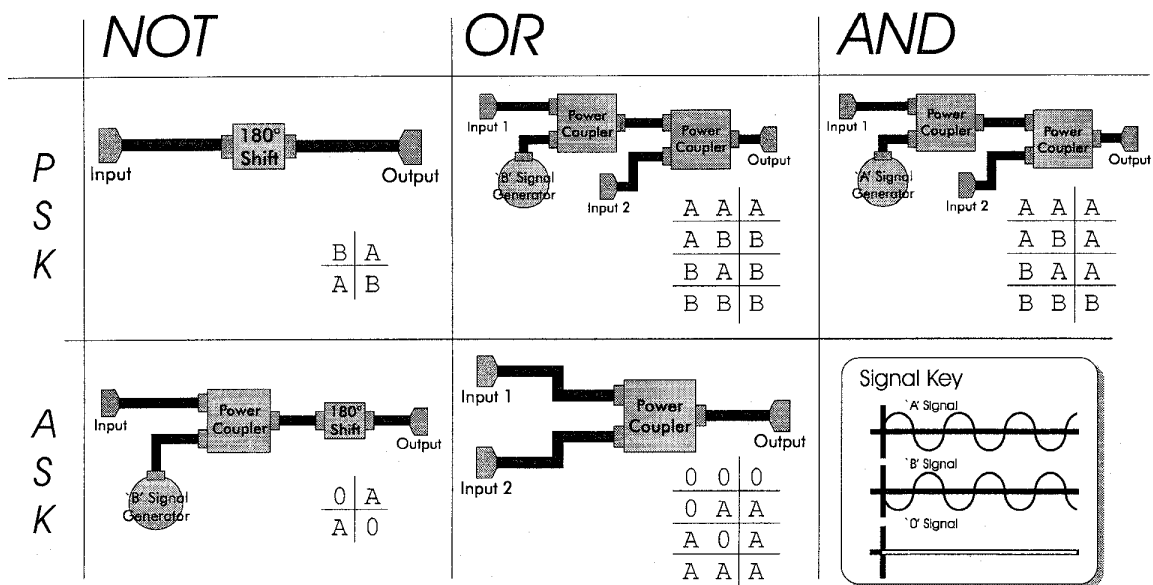 NOT
OR
AND
P
S
K
Input
180°
Shift
Output
B A
A B
Input 1
Power
Coupler
Power
Coupler
Output
`B' Signal
Generator
Input 2
A A A
A B B
B A B
B B B
Input 1
Power
Coupler
Power
Coupler
Output
`A' Signal
Generator
Input 2
A A A
A B A
B A A
B B B
A
S
K
Input
Power
Coupler
180°
Shift
Output
`B' Signal
Generator
0 A
A 0
Input 1
Power
Coupler
Output
Input 2
0 0 0
0 A A
A 0 A
A A A
Signal Key
`A' Signal
`B' Signal
`0' Signal